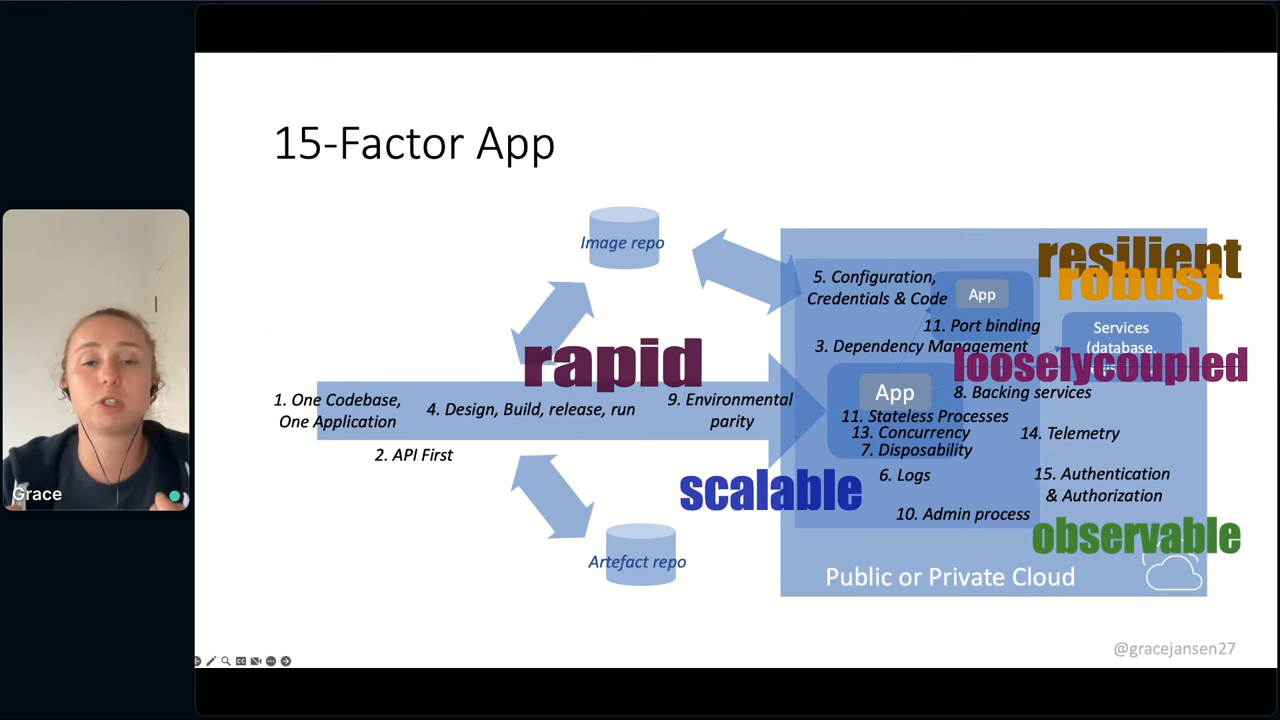 15-Factor App
Image repo
resilient
robust
5. Configuration,
Credentials & Code
App
11. Port binding
Services
(database,
3. Dependency Management
rapid
looselycoupled
1. One Codebase,
One Application
4. Design, Build, release, run
9. Environmental
parity
App
8. Backing services
11. Stateless Processes
13. Concurrency
14. Telemetry
7. Disposability
2. API First
6. Logs
15. Authentication
& Authorization
scalable
10. Admin process
observable
Artefact repo
Public or Private Cloud
@gracejansen27
Grace